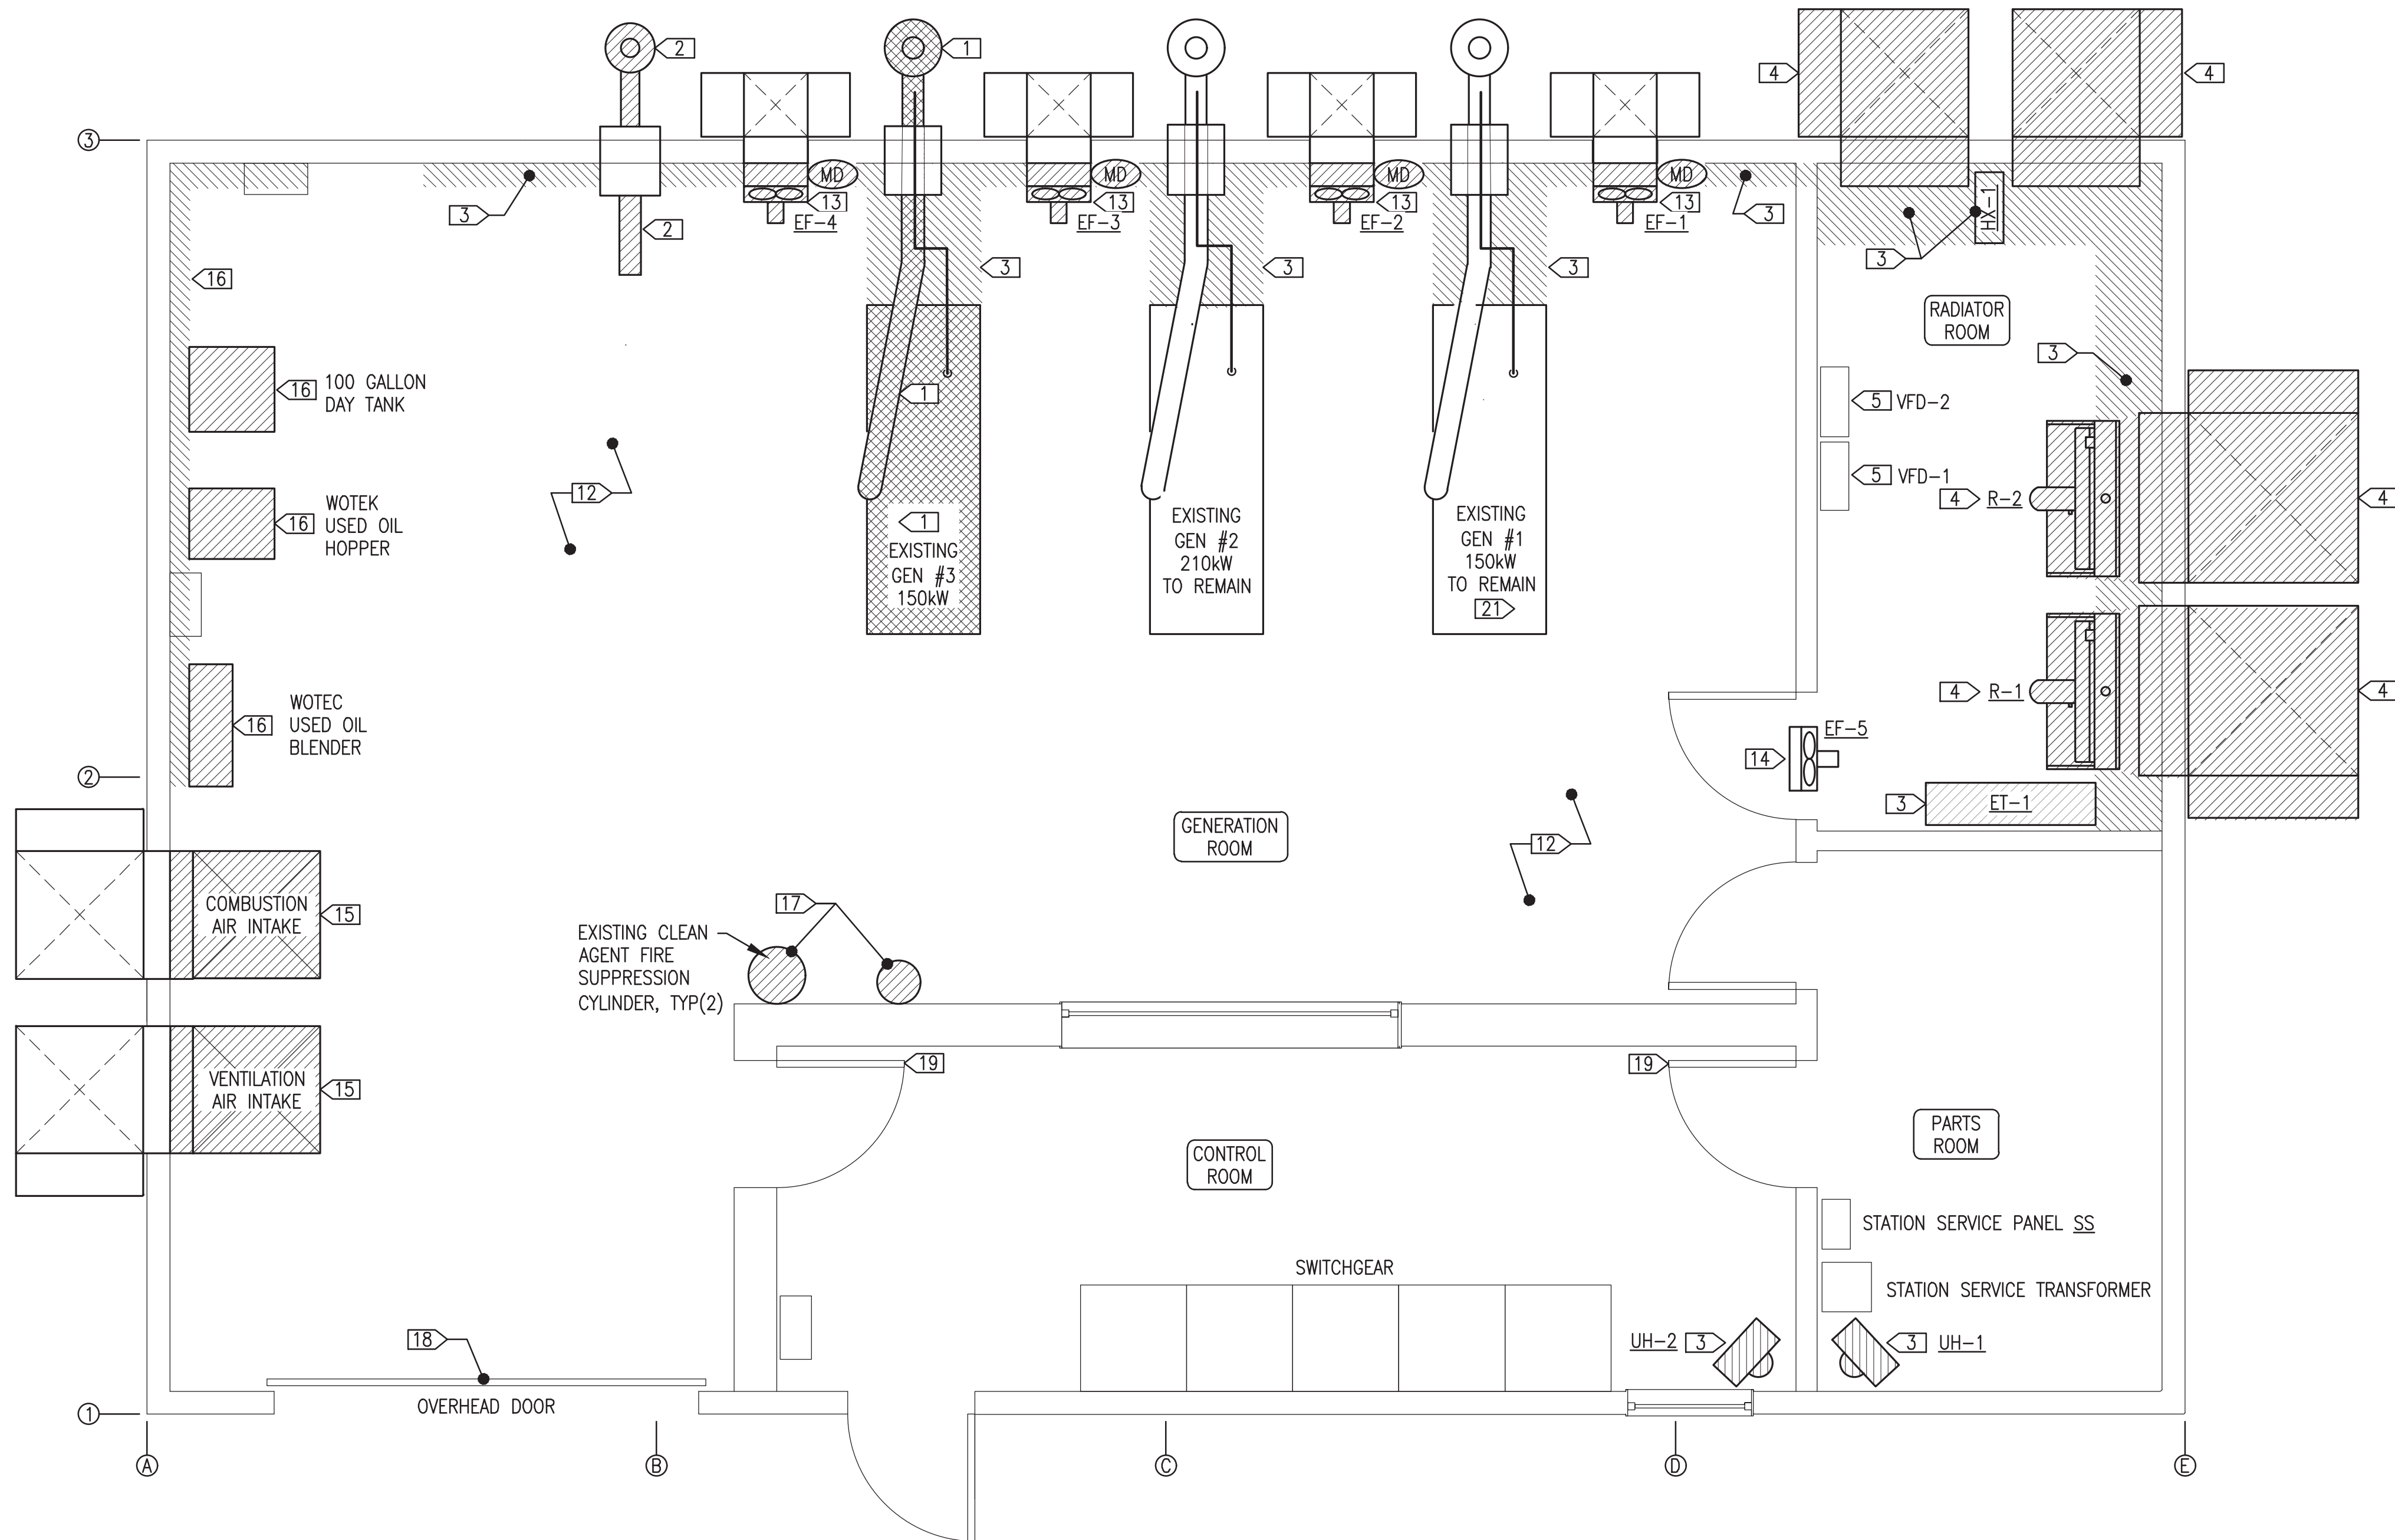 2
1
4
4
3
MD
MD
MD
MD
13
13
13
13
EF-4
EF-3
EF-2
EF-1
3
3
2
HX-1
3
16
3
3
3
RADIATOR
ROOM
3
16
100 GALLON
DAY TANK
1
5
VFD-2
5
VFD-1
12
16
WOTEK
USED OIL
HOPPER
1
EXISTING
GEN #3
150kW
EXISTING
GEN #2
210kW
TO REMAIN
EXISTING
GEN #1
150kW
TO REMAIN
21
4
R-2
4
4
R-1
4
16
WOTEC
USED OIL
BLENDER
2
14
EF-5
3
ET-1
GENERATION
ROOM
12
COMBUSTION
AIR INTAKE
15
17
EXISTING CLEAN
AGENT FIRE
SUPPRESSION
CYLINDER, TYP(2)
19
19
VENTILATION
AIR INTAKE
15
CONTROL
ROOM
PARTS
ROOM
STATION SERVICE PANEL SS
SWITCHGEAR
STATION SERVICE TRANSFORMER
18
UH-2
3
3
UH-1
OVERHEAD DOOR
1
A
B
C
D
E